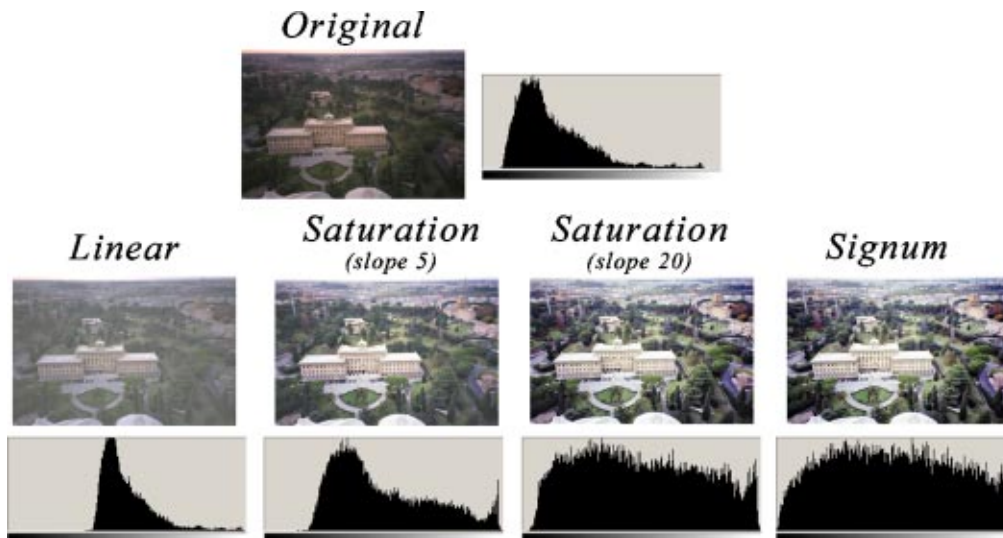 Original
Linear
Saturation
(slope 5)
Saturation
(slope 20)
Signum